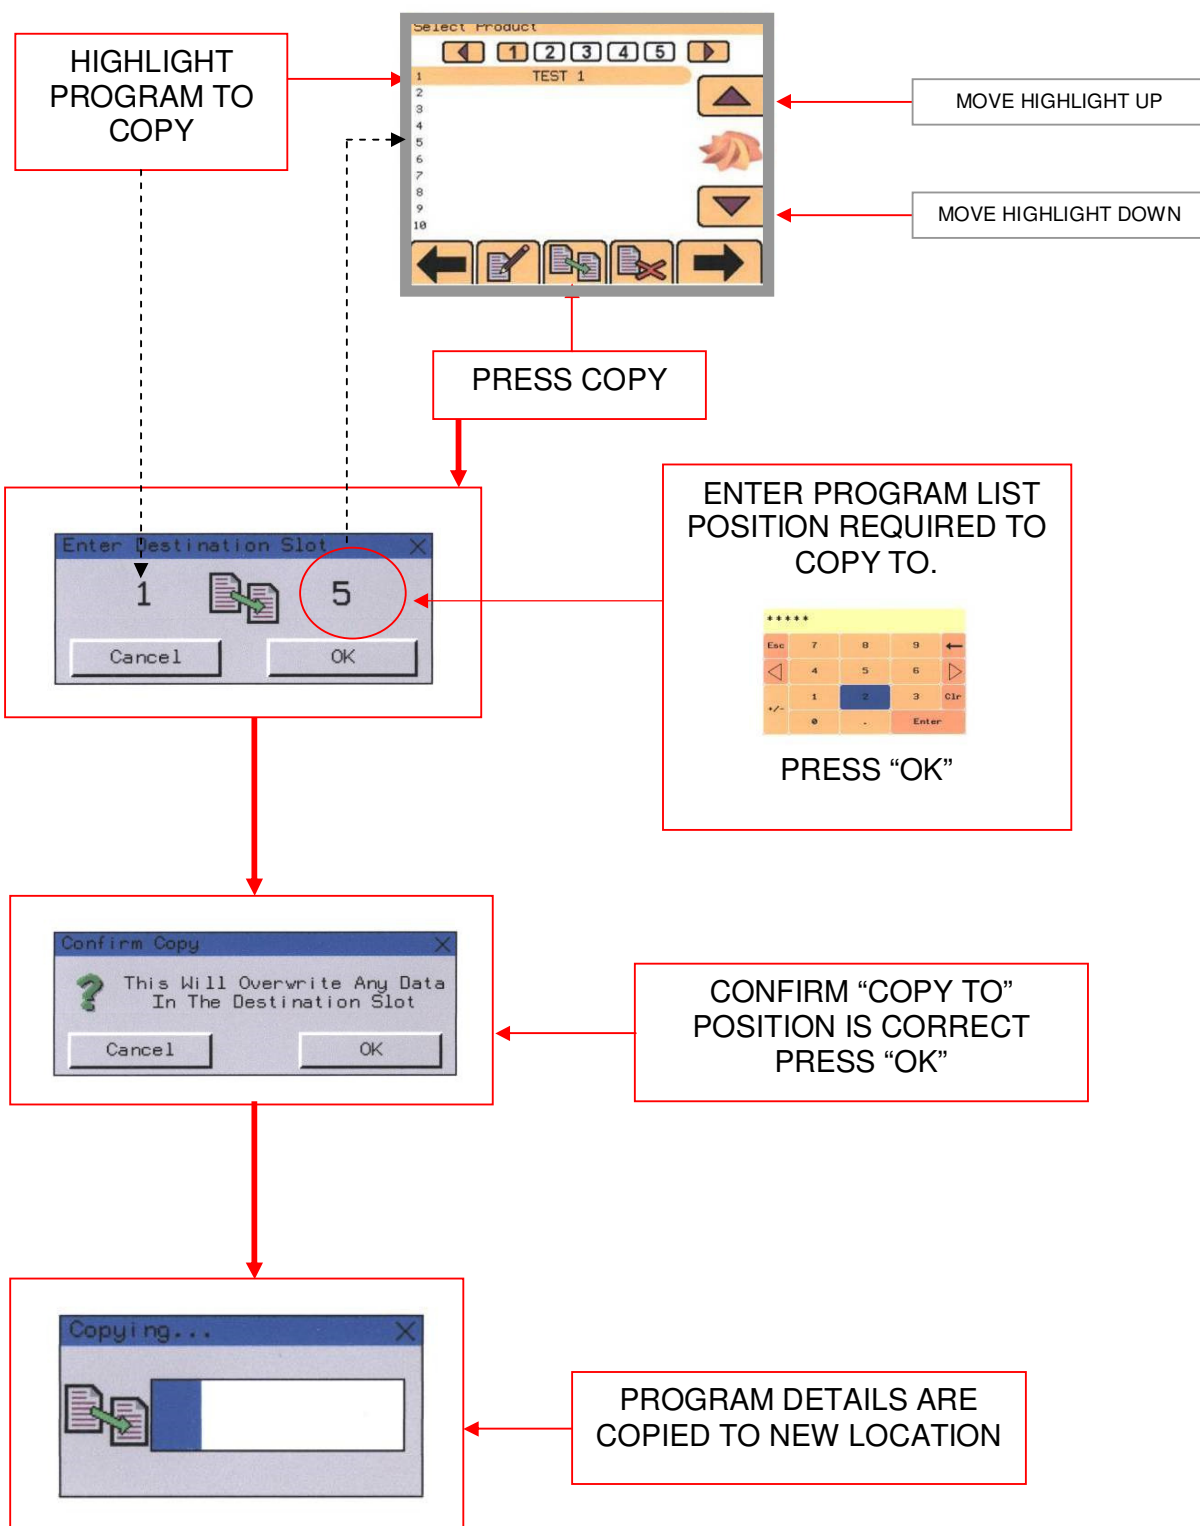 Select Product
1 2 3 4 5
HIGHLIGHT
PROGRAM TO
COPY
1 TEST 1
2
3
4
5
6
7
8
9
10
MOVE HIGHLIGHT UP
MOVE HIGHLIGHT DOWN
PRESS COPY
Enter Destination Slot
1 5
Cancel OK
ENTER PROGRAM LIST
POSITION REQUIRED TO
COPY TO.
*****
Esc 7 8 9
4 5 6
1 2 3 Clr
+/-
0 . Enter
PRESS “OK”
Confirm Copy
? This Will Overwrite Any Data
In The Destination Slot
Cancel OK
CONFIRM “COPY TO”
POSITION IS CORRECT
PRESS “OK”
Copying...
PROGRAM DETAILS ARE
COPIED TO NEW LOCATION